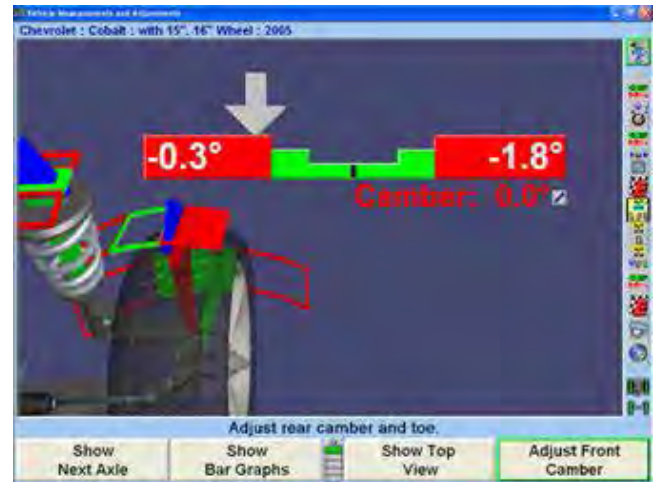 Vehicle Measurements and Adjustments
Chevrolet : Cobalt : with 15", 16" Wheel : 2005
-0.3°
-1.8°
Camber: 0.0°
Adjust rear camber and toe.
Show
Next Axle
Show
Bar Graphs
Show Top
View
Adjust Front
Camber